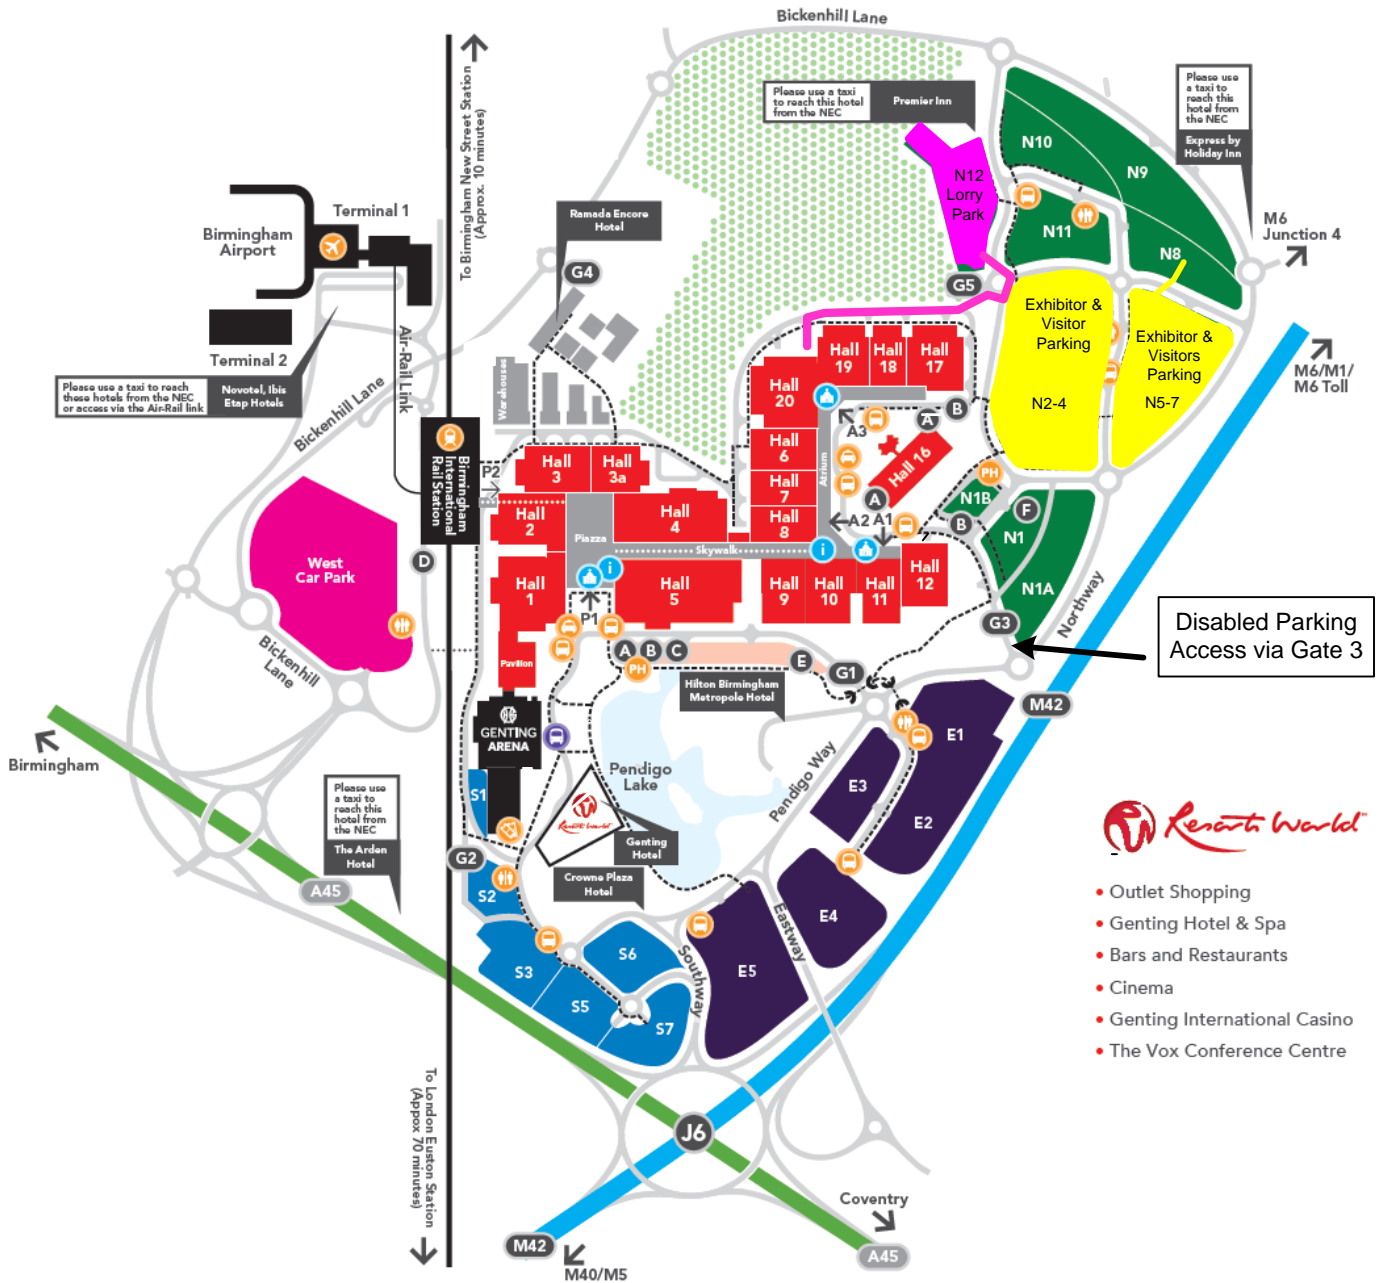 Bickenhill Lane
To Birmingham New Street Station
(Approx. 10 minutes)
Please use a taxi
to reach this hotel
from the NEC
Premier Inn
Please use
a taxi to
reach this
hotel from
the NEC
Express by
Holiday Inn
N10
N9
N12
Lorry
Park
N11
N8
M6
Junction 4
Terminal 1
Birmingham
Airport
Ramada Encore
Hotel
G4
G5
Terminal 2
Air-Rail Link
Please use a taxi to reach
these hotels from the NEC
or access via the Air-Rail link
Novotel, Ibis
Etap Hotels
Bickenhill Lane
Warehouses
Exhibitor &
Visitor
Parking
N2-4
Exhibitor &
Visitors
Parking
N5-7
M6/M1/
M6 Toll
Hall
19
Hall
18
Hall
17
Hall
20
A3
A
B
Hall
6
Hall
7
Hall
8
Atrium
Hall 16
A
A2
A1
PH
N1B
B
F
N1
N1A
Northway
Birmingham
International
Rail Station
P2
Hall
3
Hall
3a
Hall
2
Hall
4
Piazza
Skywalk
i
i
West
Car Park
D
Hall
1
Hall
5
Hall
9
Hall
10
Hall
11
Hall
12
P1
G3
Disabled Parking
Access via Gate 3
Bickenhill
Lane
Pavilion
A
B
C
PH
E
G1
Hilton Birmingham
Metropole Hotel
M42
GENTING
ARENA
Birmingham
Pendigo
Lake
Pendigo Way
E1
E3
E2
S1
Please use
a taxi to
reach this
hotel from
the NEC
The Arden
Hotel
Resorts World
Genting
Hotel
Crowne Plaza
Hotel
G2
A45
S2
E4
Eastway
S6
S3
S5
S7
Southway
E5
Resorts World
• Outlet Shopping
• Genting Hotel & Spa
• Bars and Restaurants
• Cinema
• Genting International Casino
• The Vox Conference Centre
To London Euston Station
(Appox 70 minutes)
J6
Coventry
M42
M40/M5
A45